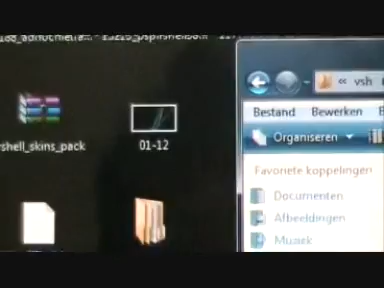 « vsh
Bestand Bewerken
shell_skins_pack
01-12
Organiseren
Favoriete koppelingen
Documenten
Afbeeldingen
Muziek